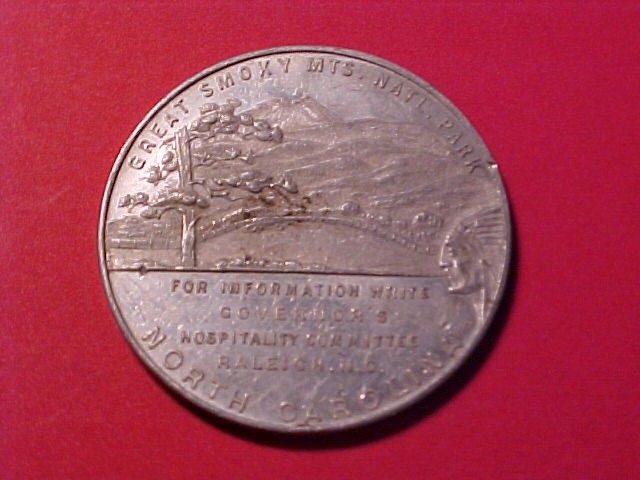 GREAT SMOKY MTS. NATL. PARK
FOR INFORMATION WRITE
GOVERNOR'S
HOSPITALITY COMMITTEE
RALEIGH, N.C.
NORTH CAROLINA